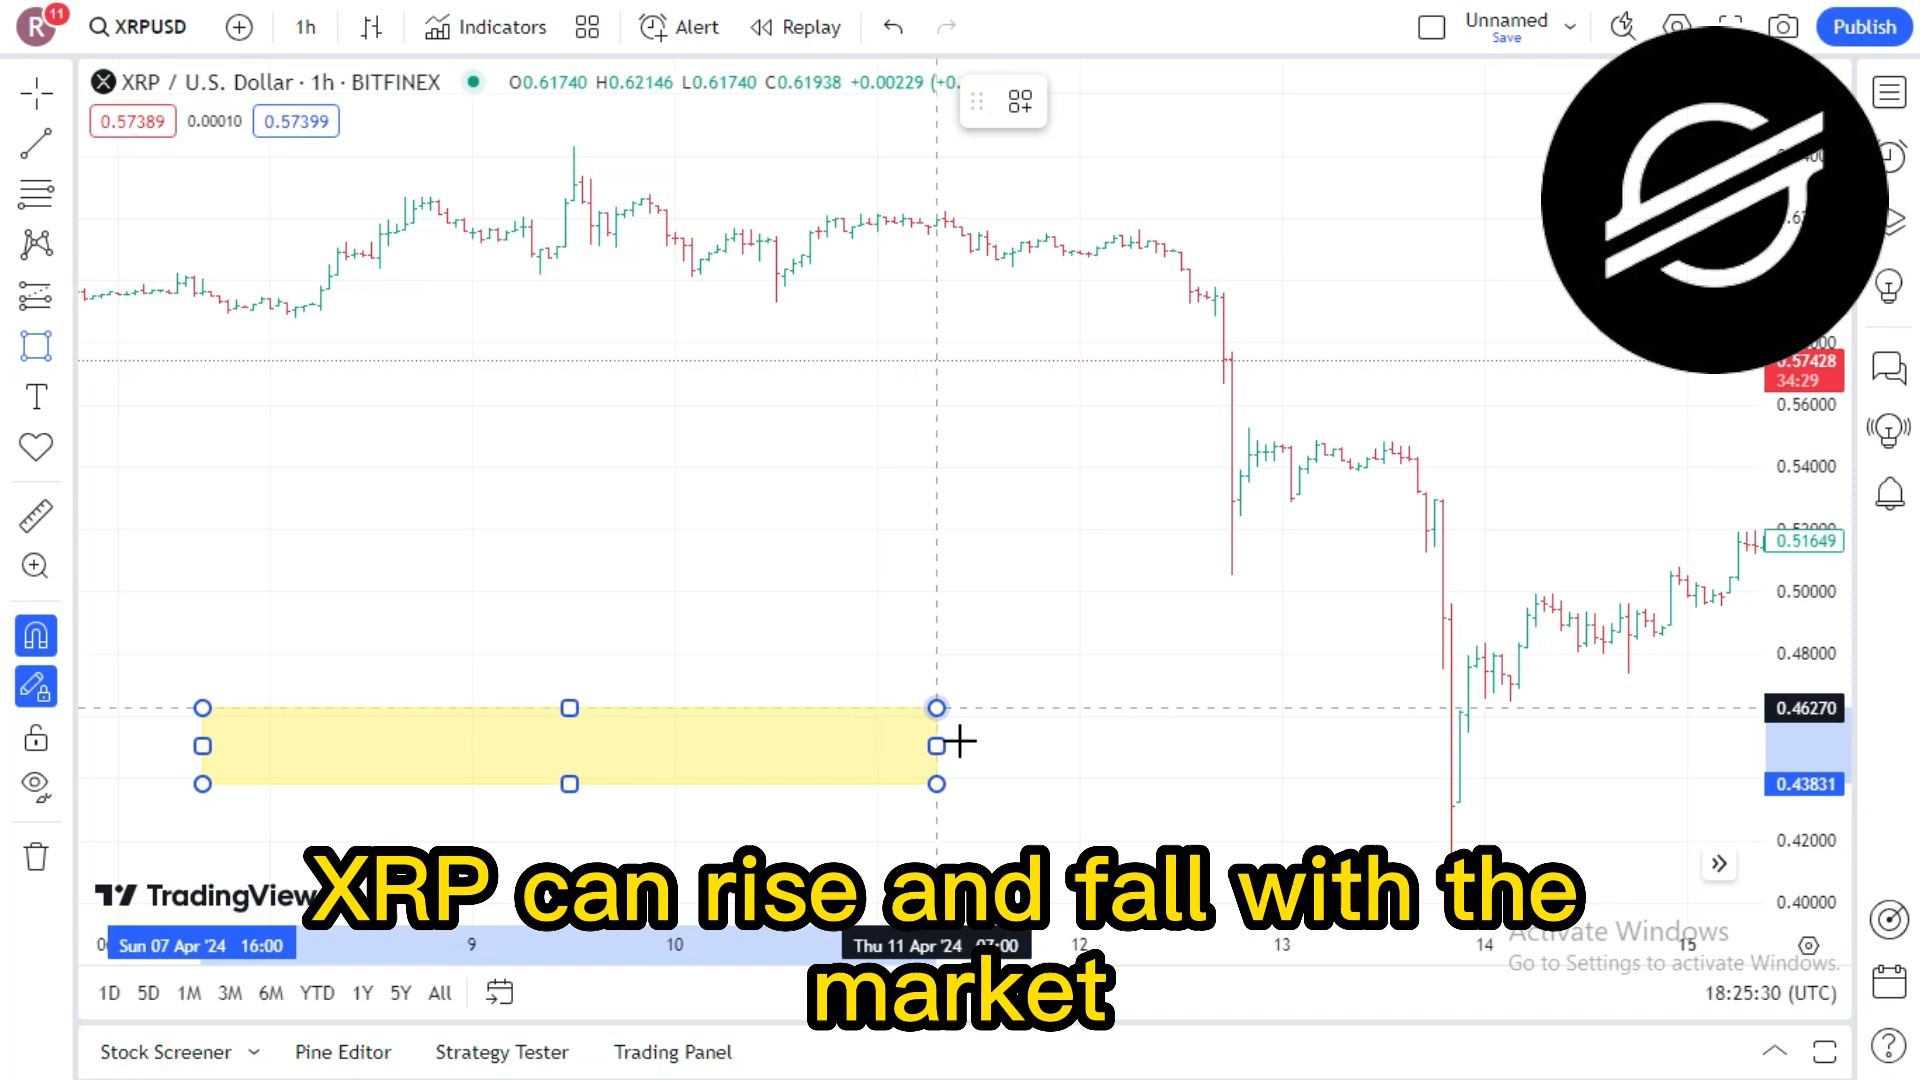 R 11 XRPUSD 1h Indicators Alert Replay Unnamed Publish
Save
XRP / U.S. Dollar · 1h · BITFINEX O0.61740 H0.62146 L0.61740 C0.61938 +0.00229 (+0.
0.57389 0.00010 0.57399
0.57428
34:29
0.56000
0.54000
0.51649
0.50000
0.48000
0.46270
0.43831
0.42000
0.40000
TradingView
XRP can rise and fall with the
market
Sun 07 Apr '24 16:00 9 10 Thu 11 Apr '24 07:00 12 13 14 15
Activate Windows
Go to Settings to activate Windows.
1D 5D 1M 3M 6M YTD 1Y 5Y All 18:25:30 (UTC)
Stock Screener Pine Editor Strategy Tester Trading Panel